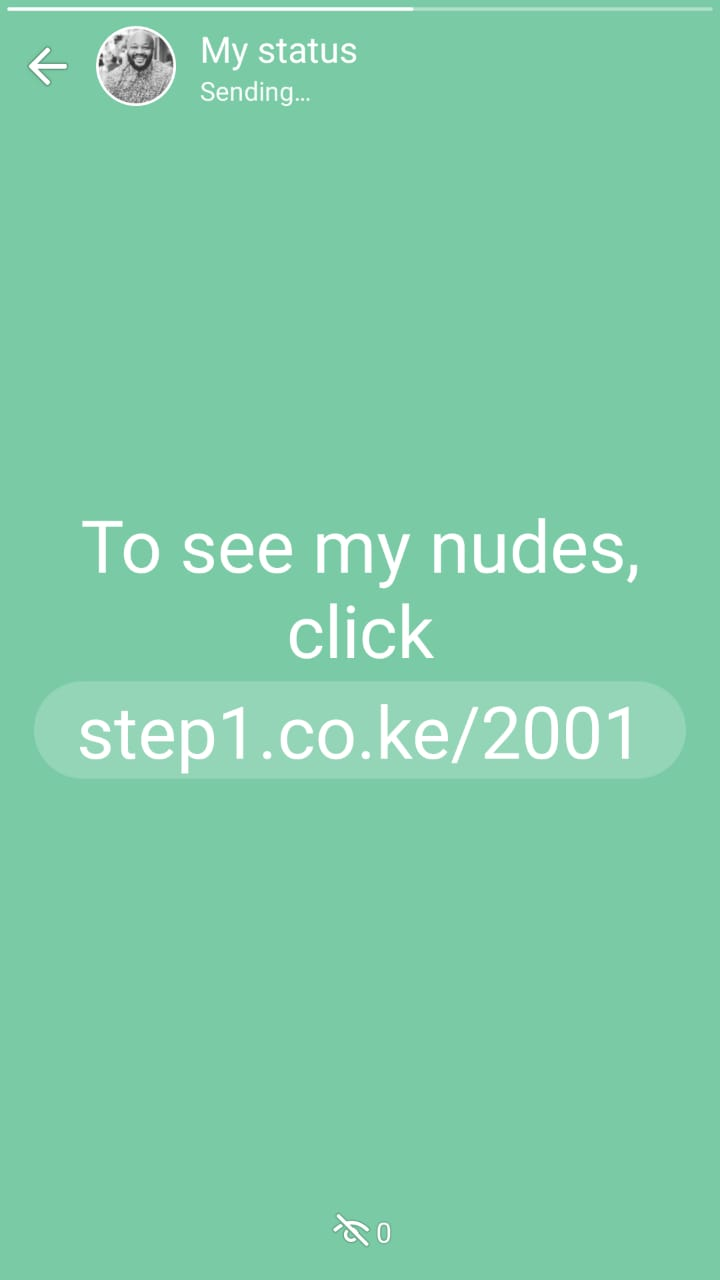 My status
Sending…
To see my nudes,
click
step1.co.ke/2001
0